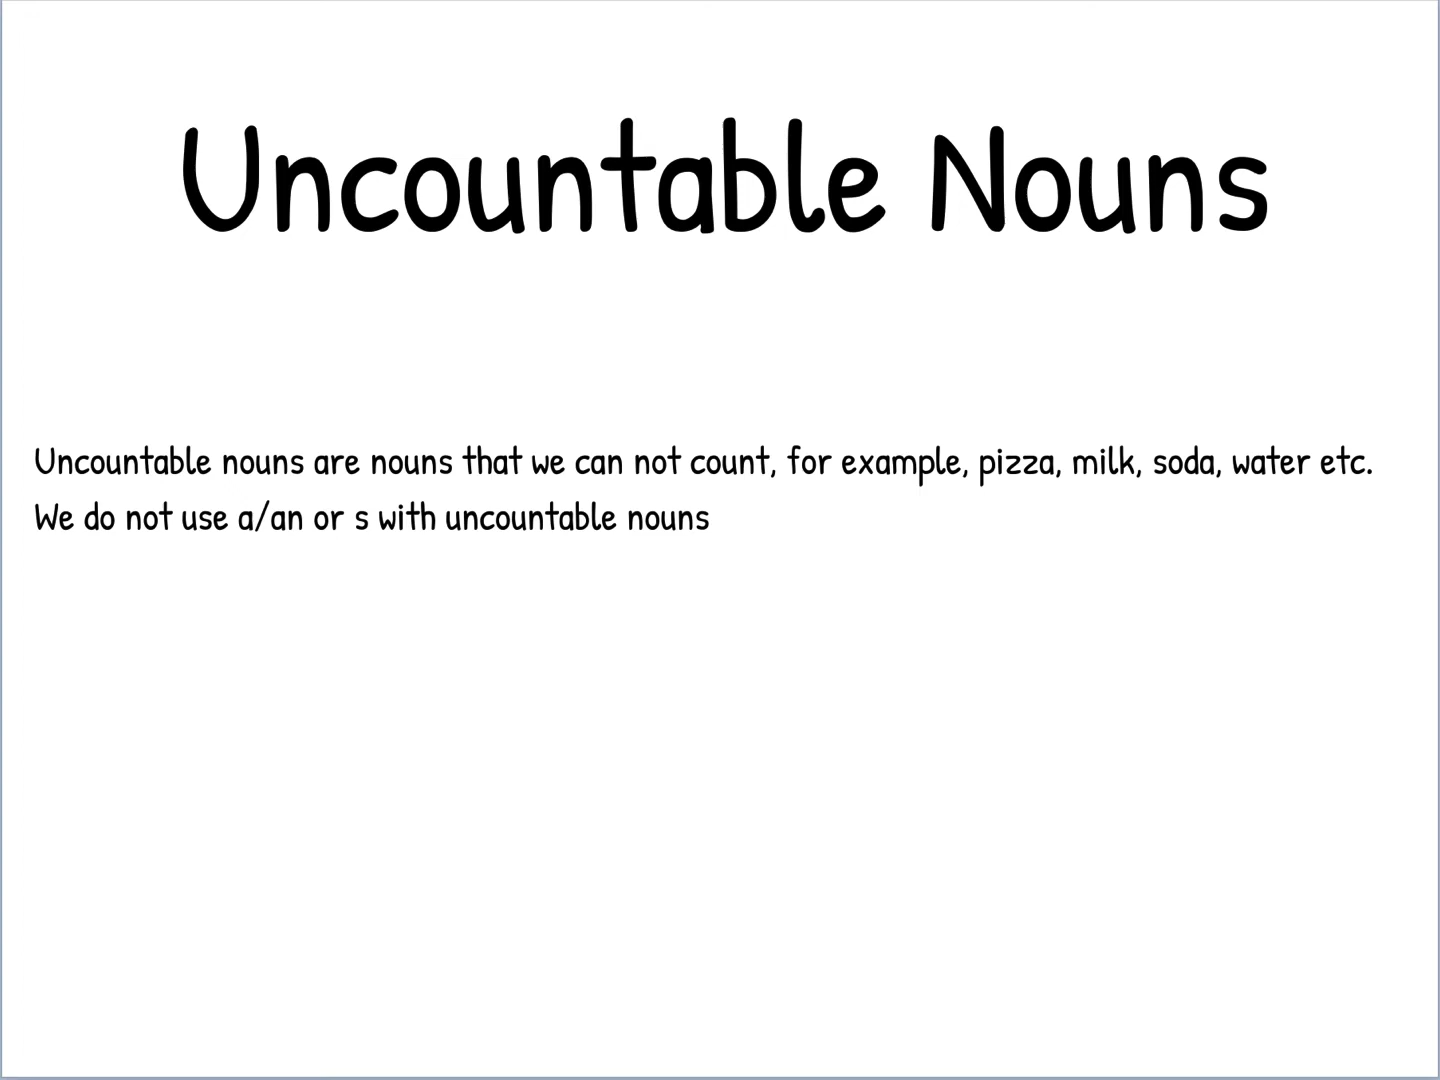 Uncountable Nouns
Uncountable nouns are nouns that we can not count, for example, pizza, milk, soda, water etc.
We do not use a/an or s with uncountable nouns